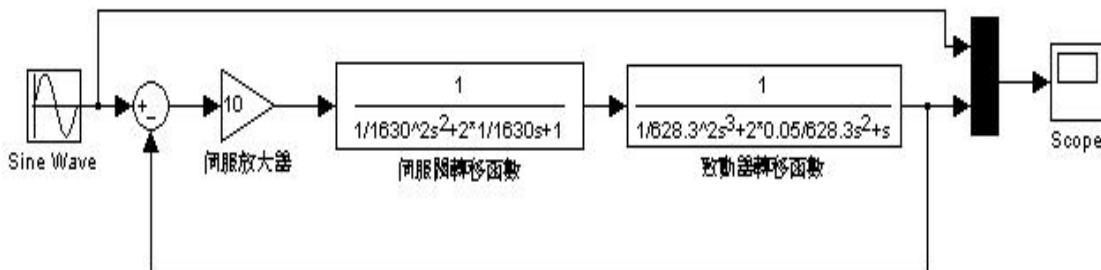 Sine Wave
+
−
10
伺服放大器
1
1/1630^2s²+2*1/1630s+1
伺服閥轉移函數
1
1/628.3^2s³+2*0.05/628.3s²+s
致動器轉移函數
Scope